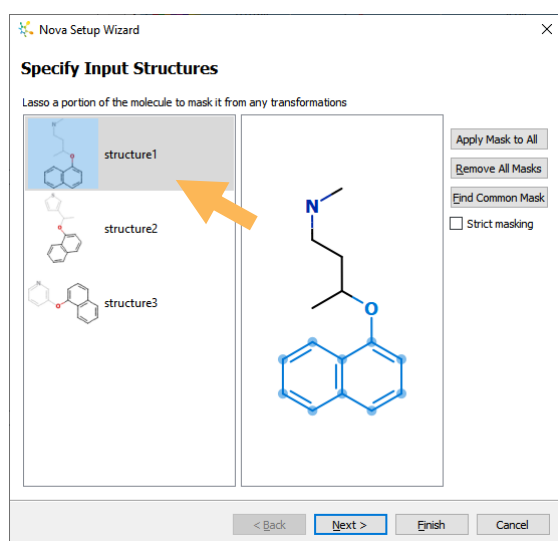 Nova Setup Wizard
Specify Input Structures
Lasso a portion of the molecule to mask it from any transformations
structure1
structure2
structure3
N
O
Apply Mask to All
Remove All Masks
Find Common Mask
Strict masking
< Back
Next >
Finish
Cancel